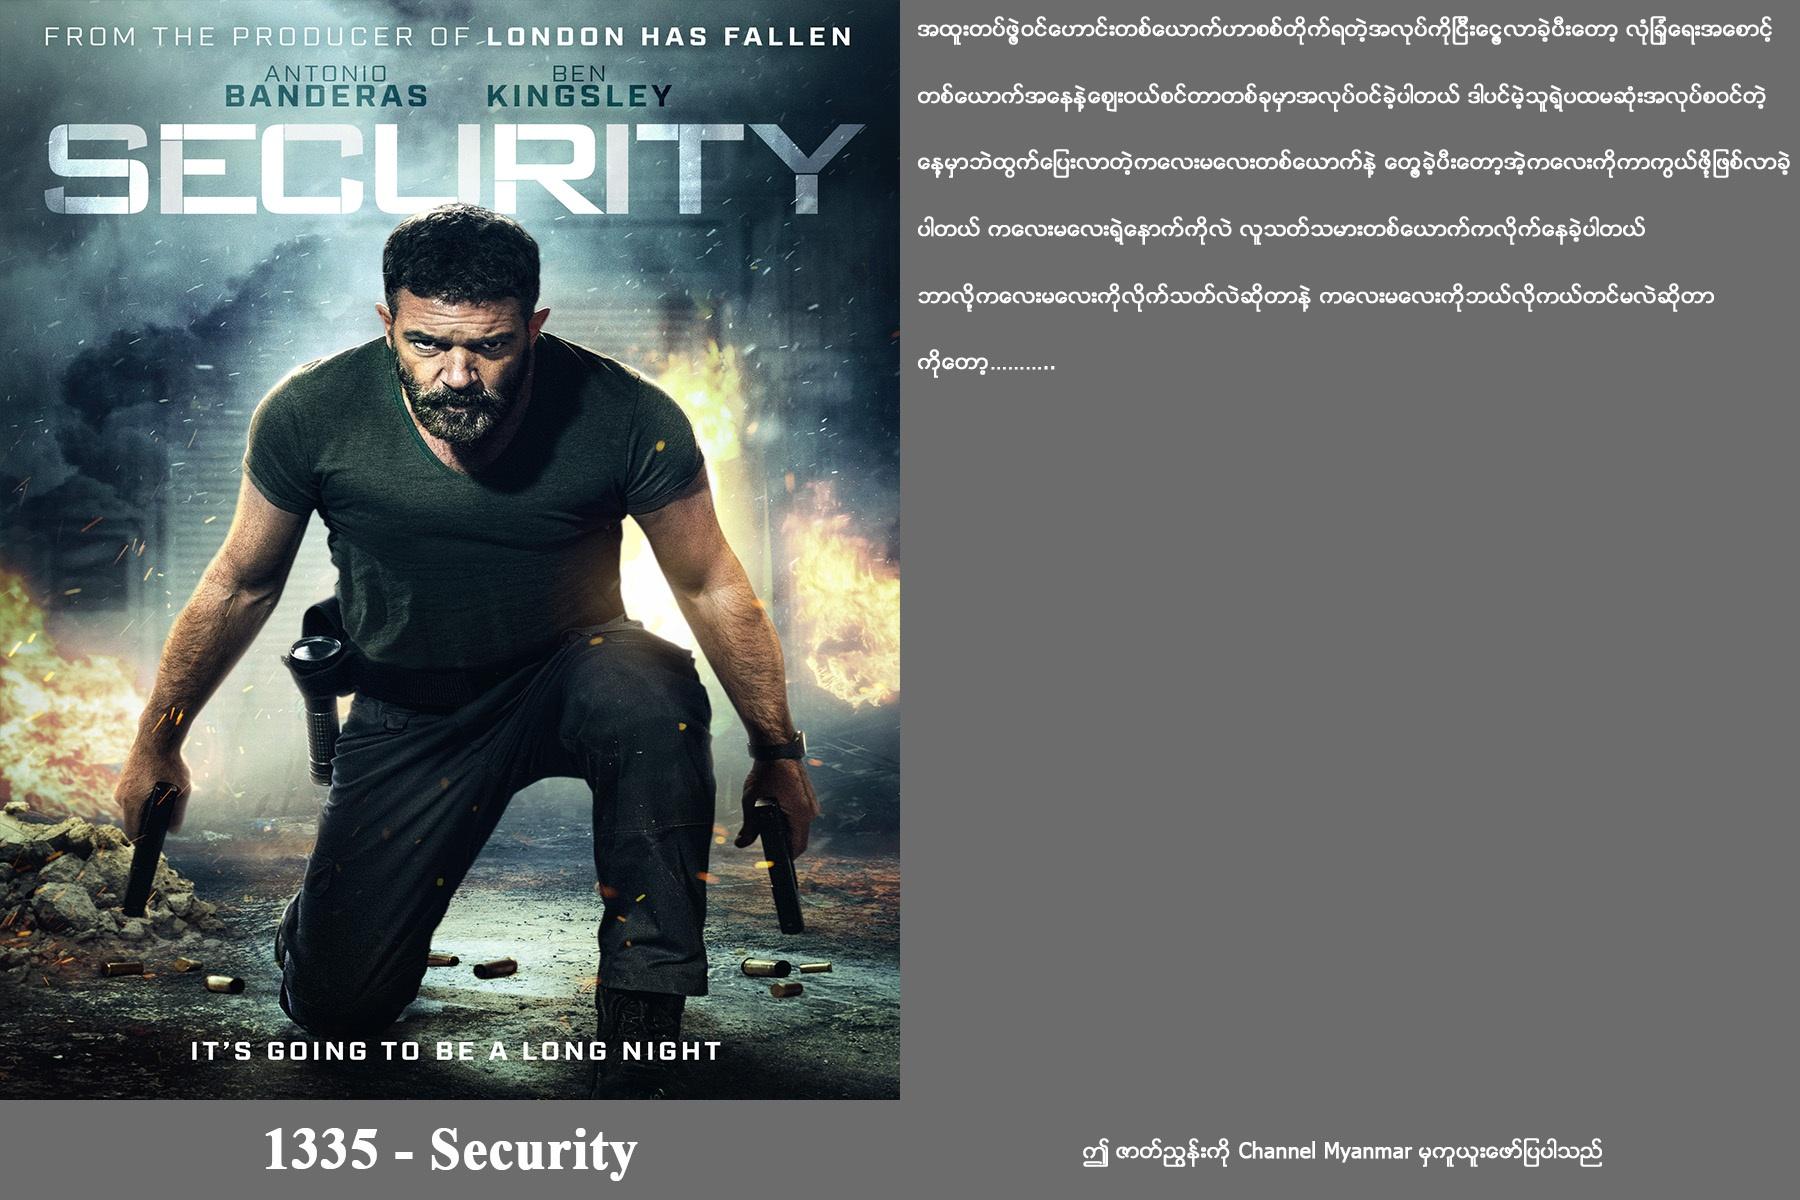 FROM THE PRODUCER OF LONDON HAS FALLEN
ANTONIO BANDERAS
BEN KINGSLEY
SECURITY
IT'S GOING TO BE A LONG NIGHT
1335 - Security
အထူးတပ်ဖွဲ့ဝင်ဟောင်းတစ်ယောက်ဟာစစ်တိုက်ရတဲ့အလုပ်ကိုငြီးငွေ့လာခဲ့ပီးတော့ လုံခြုံရေးအစောင့်
တစ်ယောက်အနေနဲ့ဈေးဝယ်စင်တာတစ်ခုမှာအလုပ်ဝင်ခဲ့ပါတယ် ဒါပင်မဲ့သူရဲ့ပထမဆုံးအလုပ်စဝင်တဲ့
နေ့မှာဘဲထွက်ပြေးလာတဲ့ကလေးမလေးတစ်ယောက်နဲ့ တွေ့ခဲ့ပီးတော့အဲ့ကလေးကိုကာကွယ်ဖို့ဖြစ်လာခဲ့
ပါတယ် ကလေးမလေးရဲ့နောက်ကိုလဲ လူသတ်သမားတစ်ယောက်ကလိုက်နေခဲ့ပါတယ်
ဘာလို့ကလေးမလေးကိုလိုက်သတ်လဲဆိုတာနဲ့ ကလေးမလေးကိုဘယ်လိုကယ်တင်မလဲဆိုတာ
ကိုတော့...........
ဤ ဇာတ်ညွှန်းကို Channel Myanmar မှကူယူးဖော်ပြပါသည်